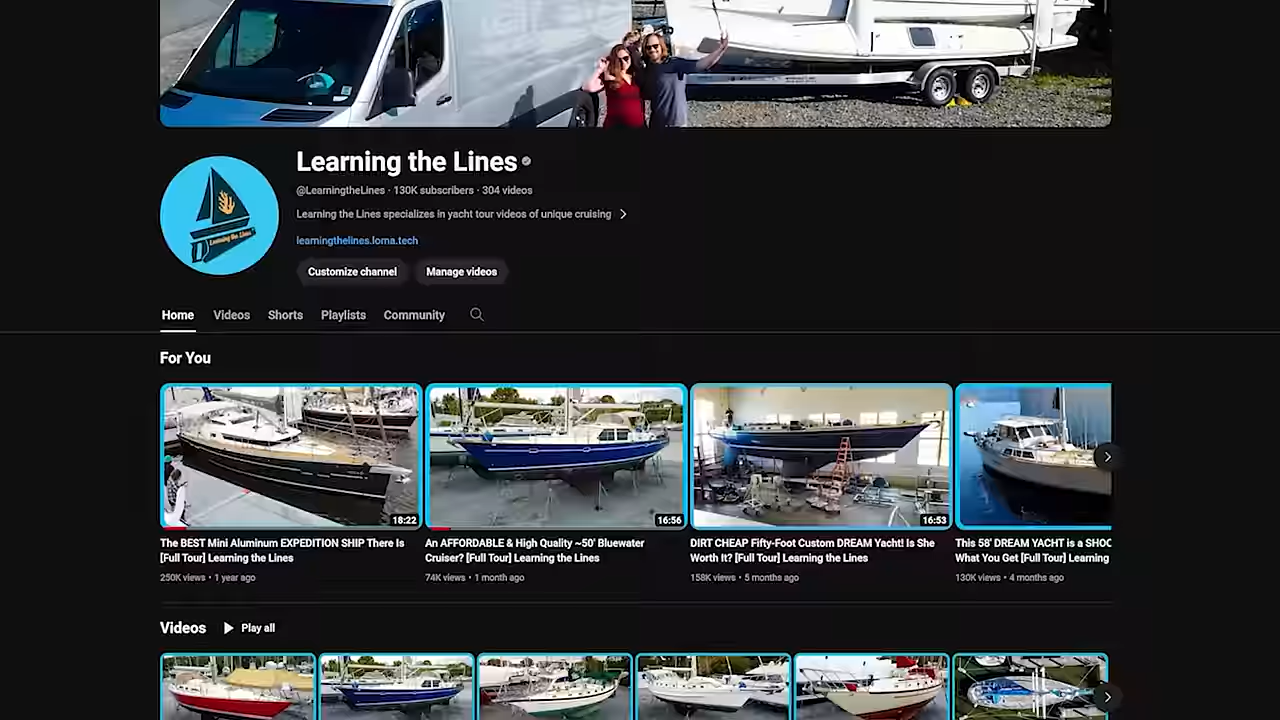 Learning the Lines
@LearningtheLines · 130K subscribers · 304 videos
Learning the Lines specializes in yacht tour videos of unique cruising
learningthelines.loma.tech
Customize channel
Manage videos
Learning the Lines
Home
Videos
Shorts
Playlists
Community
For You
18:22
16:56
16:53
The BEST Mini Aluminum EXPEDITION SHIP There Is
[Full Tour] Learning the Lines
250K views • 1 year ago
An AFFORDABLE & High Quality ~50' Bluewater
Cruiser? [Full Tour] Learning the Lines
74K views • 1 month ago
DIRT CHEAP Fifty-Foot Custom DREAM Yacht! Is She
Worth It? [Full Tour] Learning the Lines
158K views • 5 months ago
This 58' DREAM YACHT is a SHOC
What You Get [Full Tour] Learning
130K views • 4 months ago
Videos
Play all